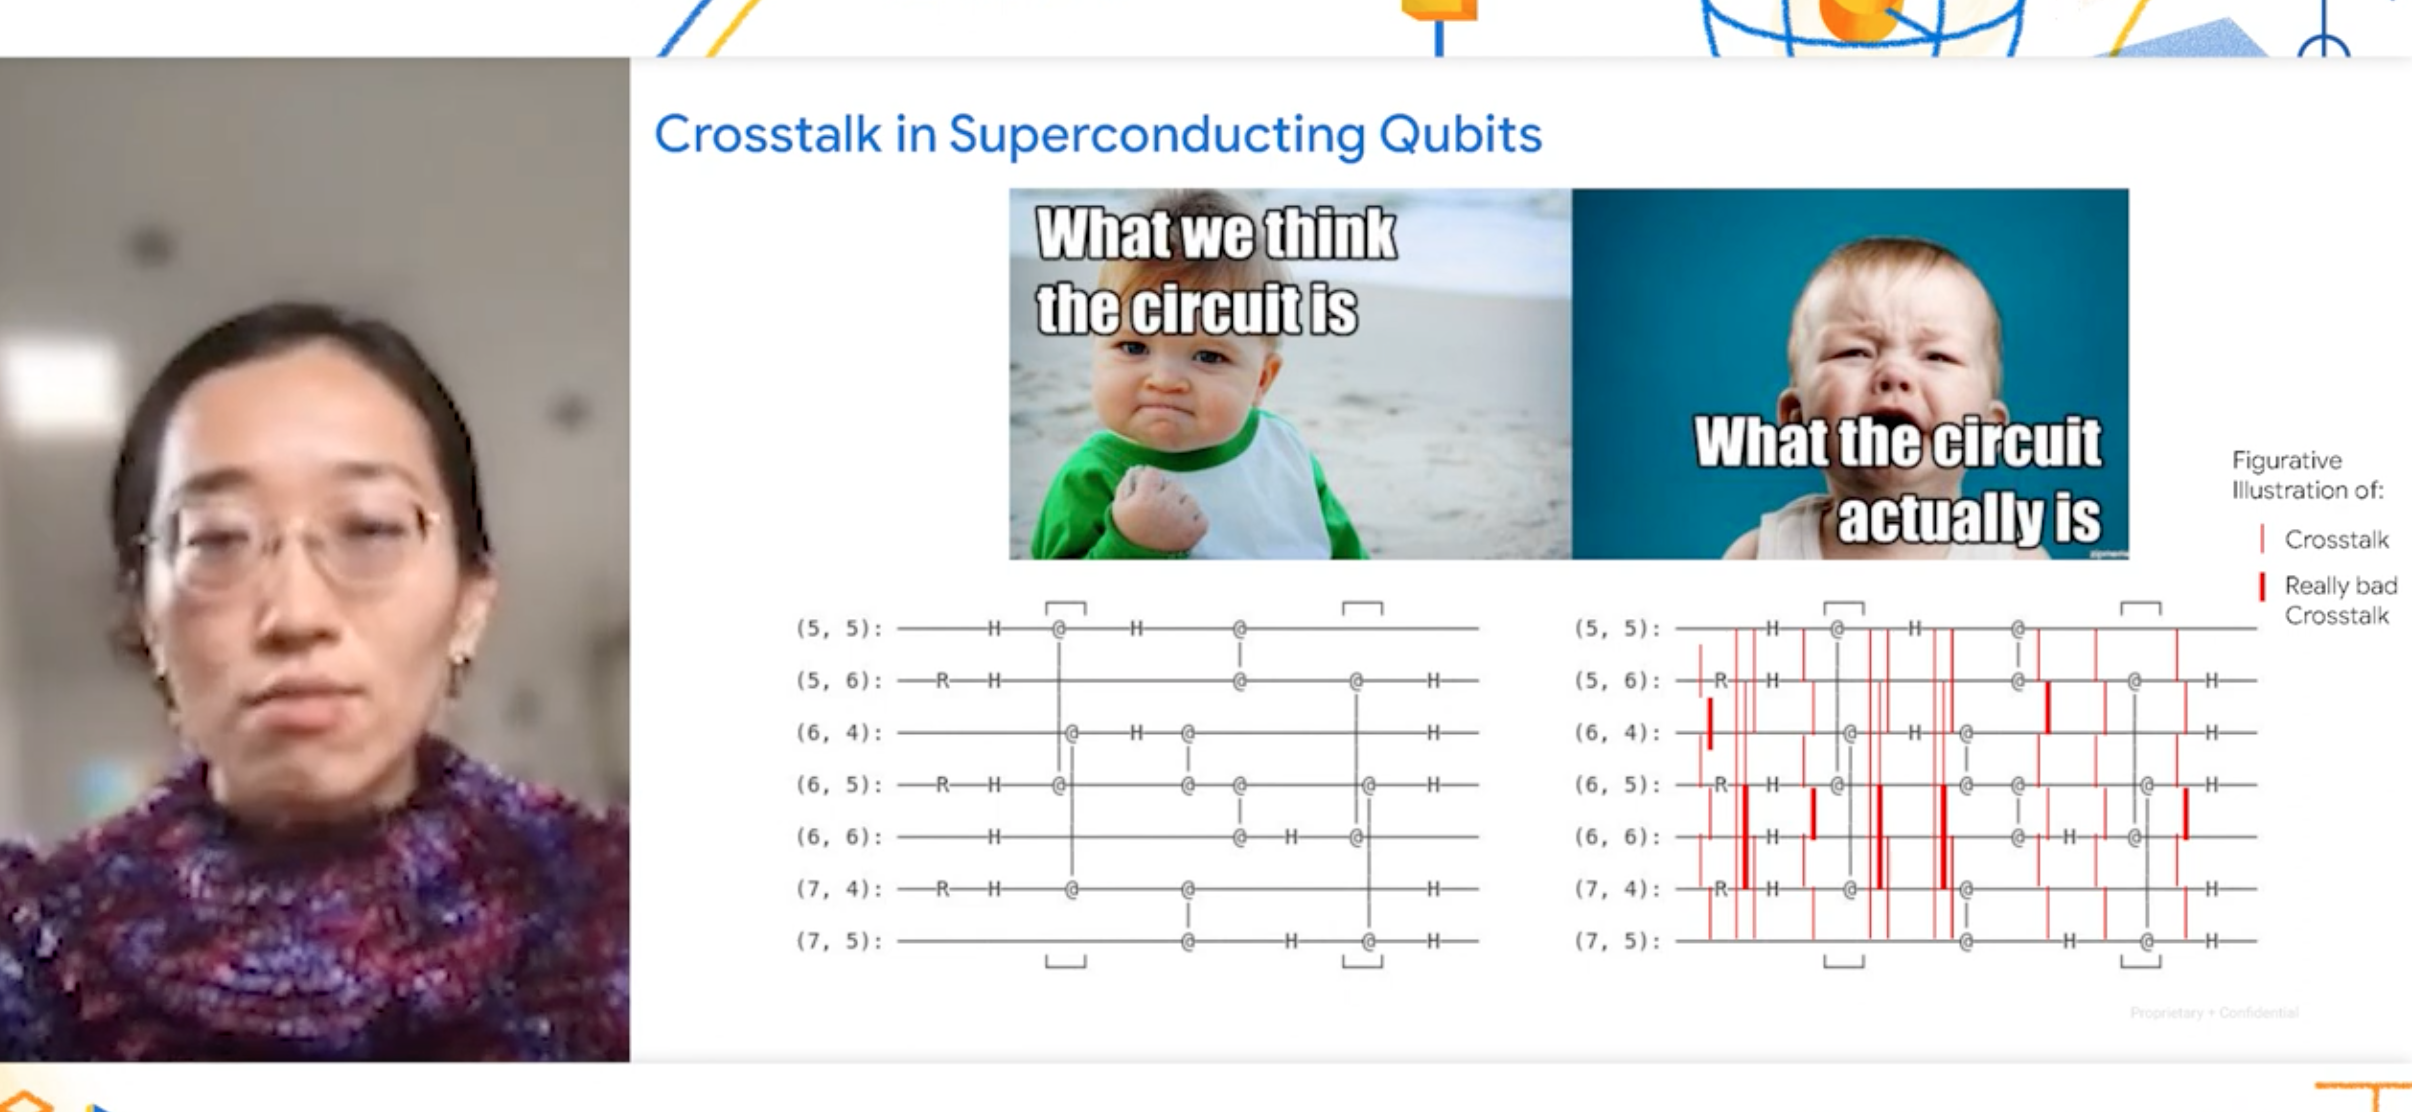 Crosstalk in Superconducting Qubits
What we think
the circuit is
What the circuit
actually is
Figurative
Illustration of:
Crosstalk
Really bad
Crosstalk
(5, 5): H @ H @
(5, 6): R H @ @ H
(6, 4): @ H @ H
(6, 5): R H @ @ @ @ H
(6, 6): H @ H @
(7, 4): R H @ @ H
(7, 5): @ H @ H
(5, 5): H @ H @
(5, 6): R H @ @ H
(6, 4): @ H @ H
(6, 5): R H @ @ @ @ H
(6, 6): H @ H @
(7, 4): R H @ @ H
(7, 5): @ H @ H
Proprietary + Confidential